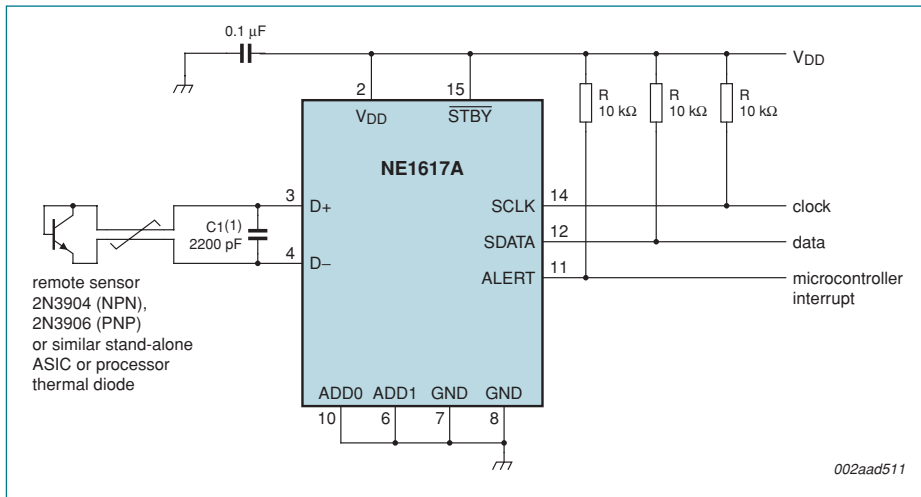 0.1 μF
VDD
2
15
R
10 kΩ
R
10 kΩ
R
10 kΩ
VDD
STBY
NE1617A
3
D+
SCLK
14
clock
C1(1)
2200 pF
SDATA
12
data
4
D−
ALERT
11
microcontroller
interrupt
remote sensor
2N3904 (NPN),
2N3906 (PNP)
or similar stand-alone
ASIC or processor
thermal diode
ADD0
ADD1
GND
GND
10
6
7
8
002aad511